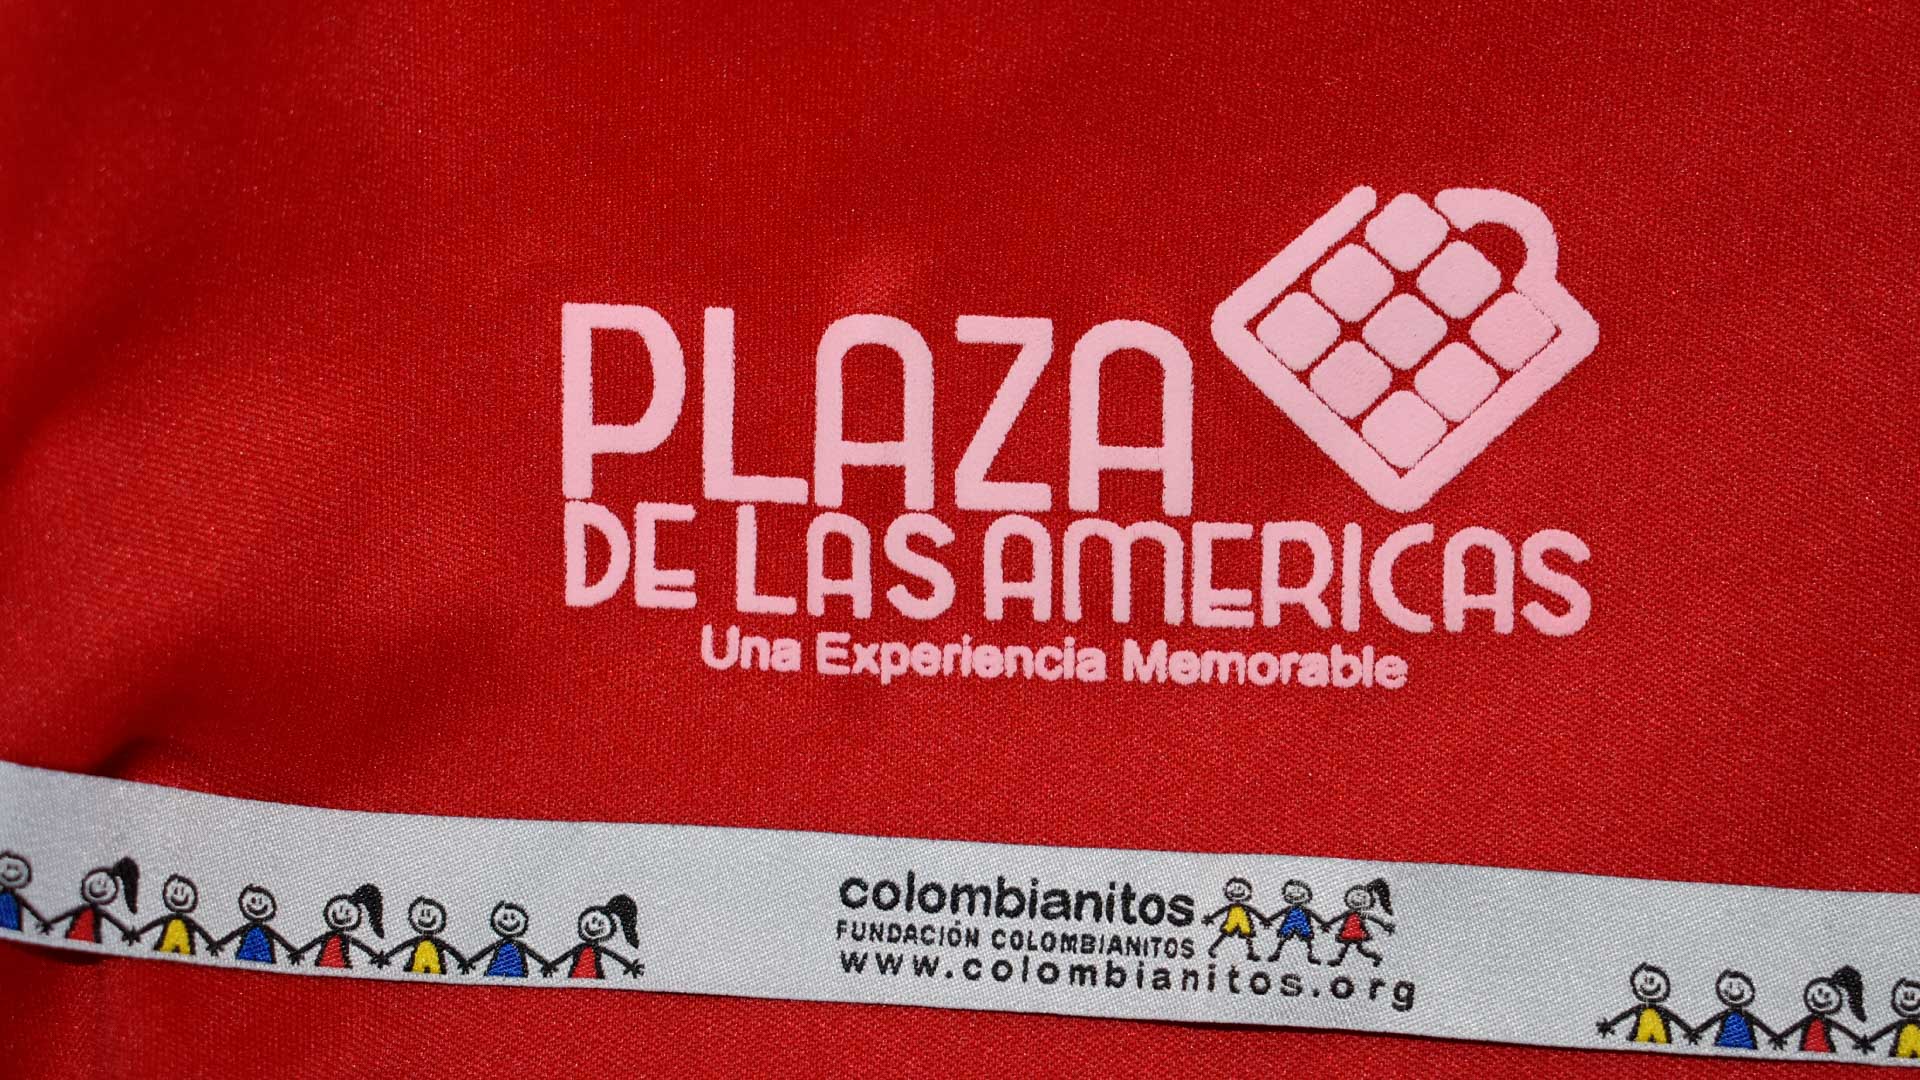 PLAZA
DE LAS AMERICAS
Una Experiencia Memorable
colombianitos
FUNDACIÓN COLOMBIANITOS
www.colombianitos.org